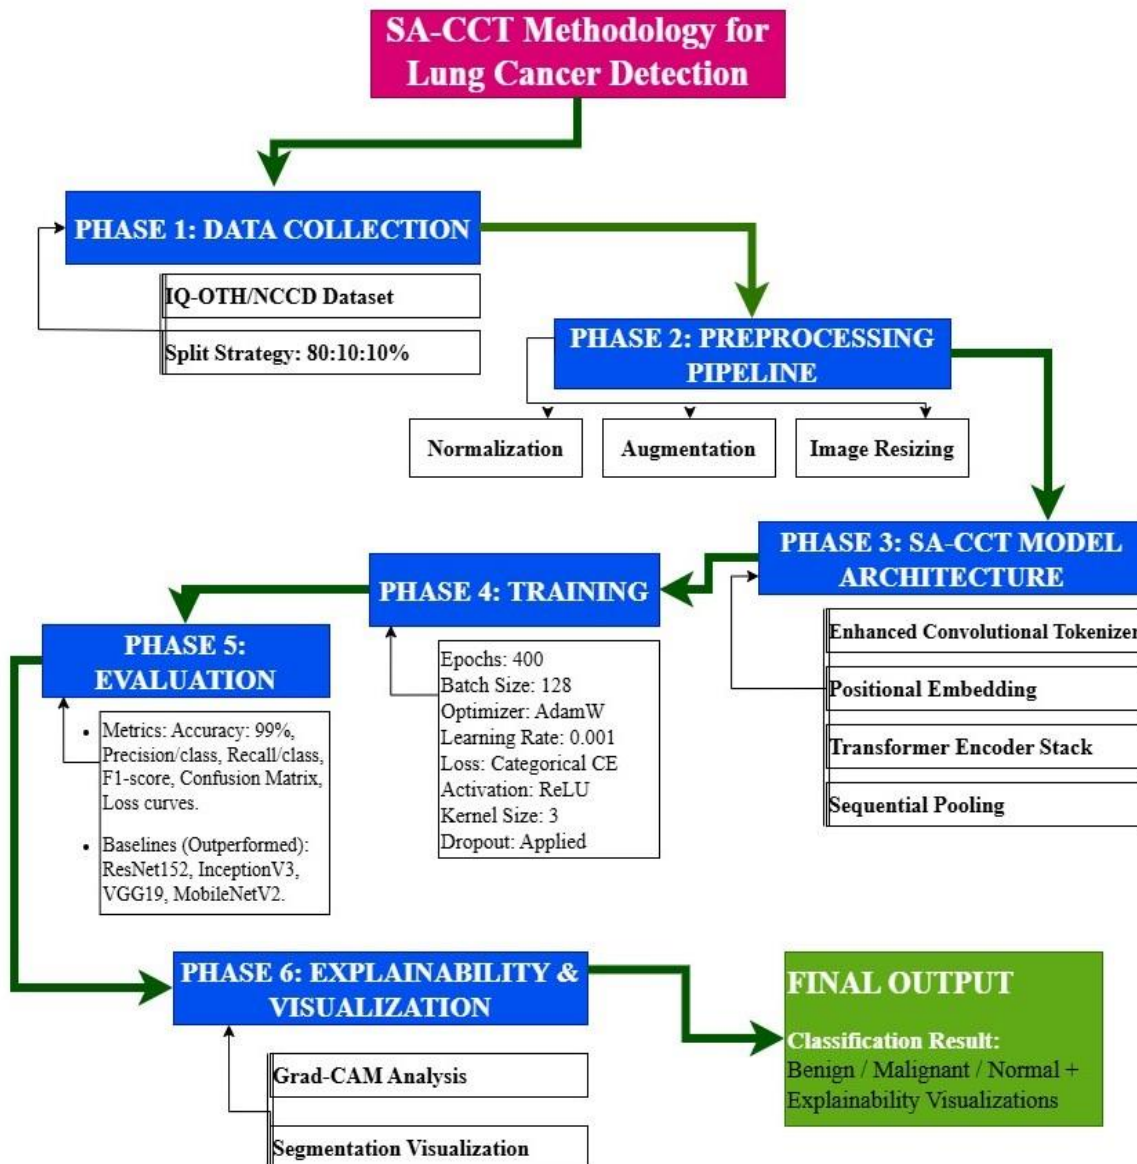 SA-CCT Methodology for
Lung Cancer Detection
PHASE 1: DATA COLLECTION
IQ-OTH/NCCD Dataset
Split Strategy: 80:10:10%
PHASE 2: PREPROCESSING
PIPELINE
Normalization
Augmentation
Image Resizing
PHASE 3: SA-CCT MODEL
ARCHITECTURE
Enhanced Convolutional Tokenizer
Positional Embedding
Transformer Encoder Stack
Sequential Pooling
PHASE 4: TRAINING
Epochs: 400
Batch Size: 128
Optimizer: AdamW
Learning Rate: 0.001
Loss: Categorical CE
Activation: ReLU
Kernel Size: 3
Dropout: Applied
PHASE 5:
EVALUATION
• Metrics: Accuracy: 99%,
Precision/class, Recall/class,
F1-score, Confusion Matrix,
Loss curves.
• Baselines (Outperformed):
ResNet152, InceptionV3,
VGG19, MobileNetV2.
PHASE 6: EXPLAINABILITY &
VISUALIZATION
Grad-CAM Analysis
Segmentation Visualization
FINAL OUTPUT
Classification Result:
Benign / Malignant / Normal +
Explainability Visualizations